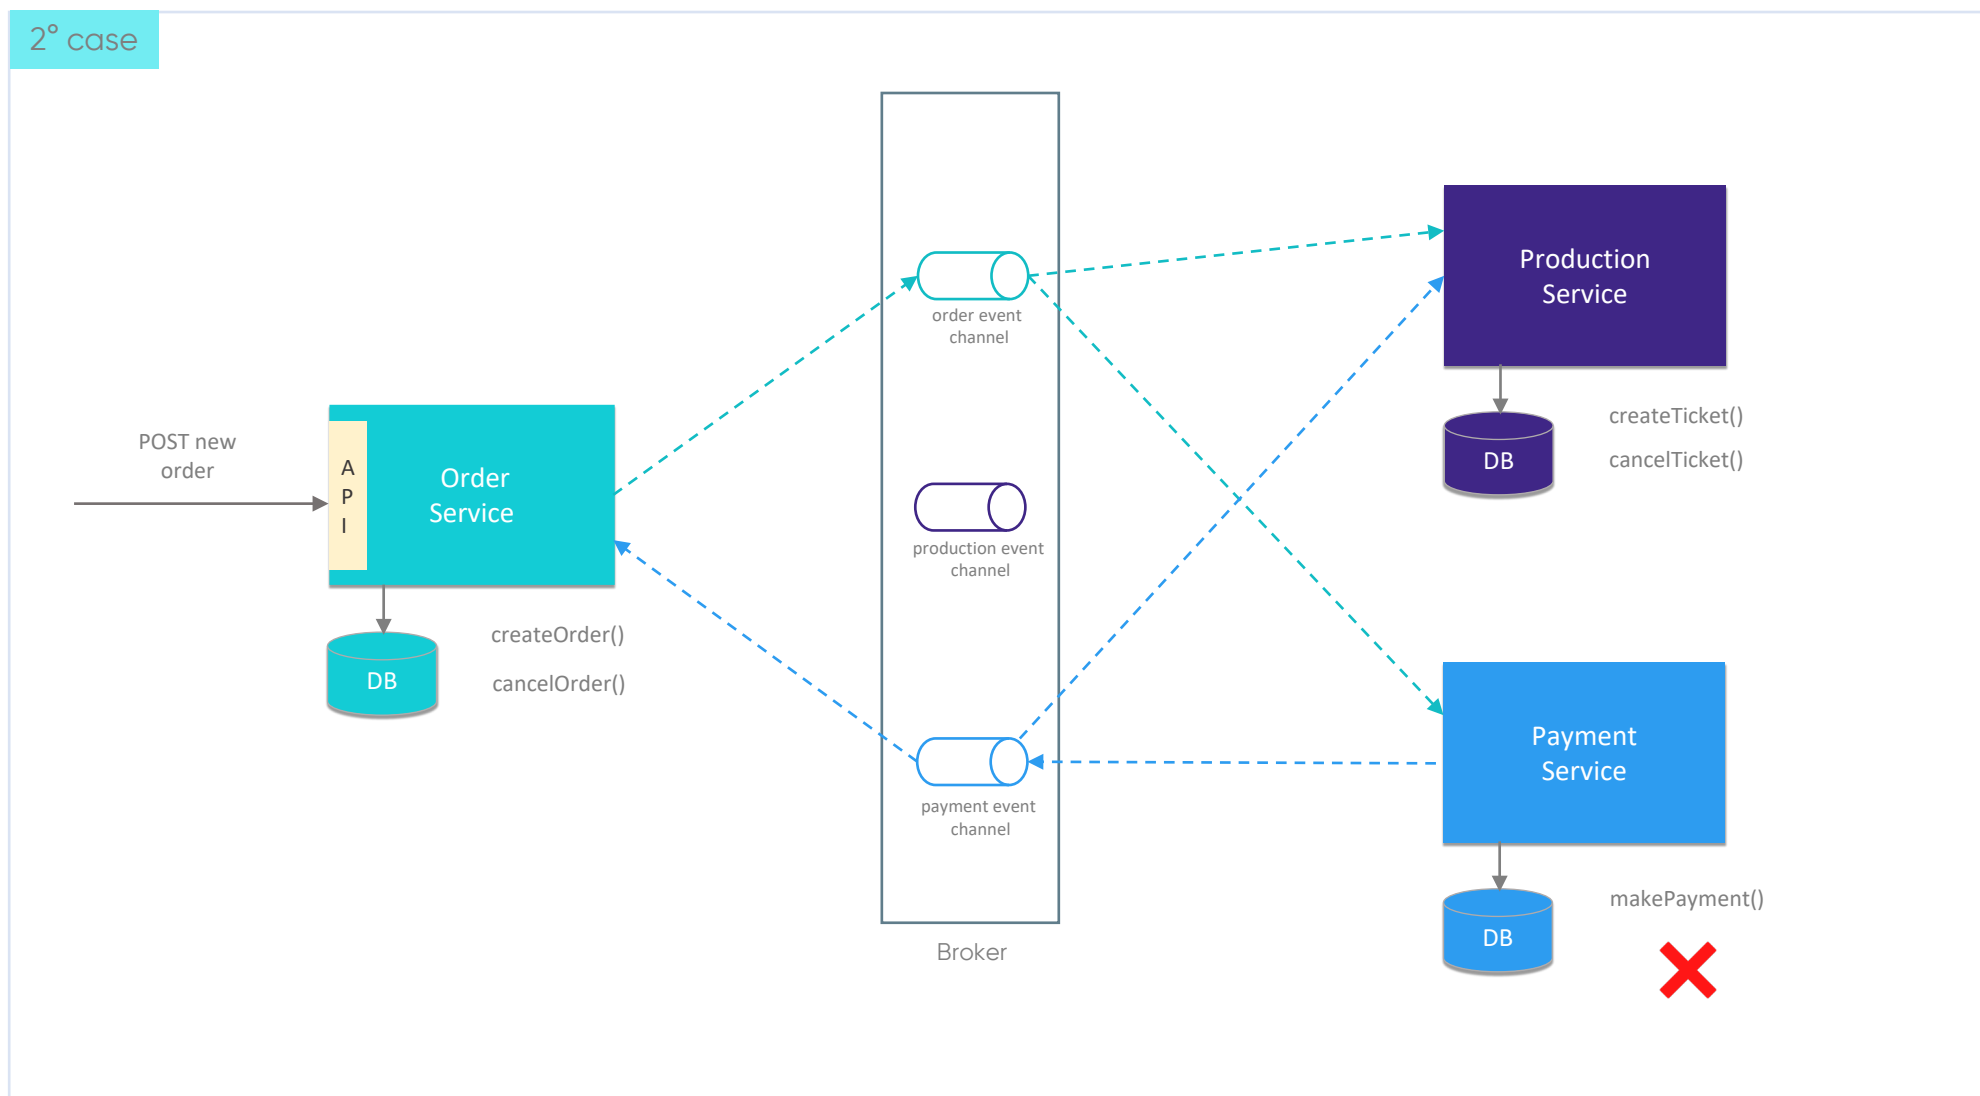 2° case
POST new
order
A
P
I
Order
Service
DB
createOrder()
cancelOrder()
order event
channel
production event
channel
payment event
channel
Broker
Production
Service
DB
createTicket()
cancelTicket()
Payment
Service
DB
makePayment()